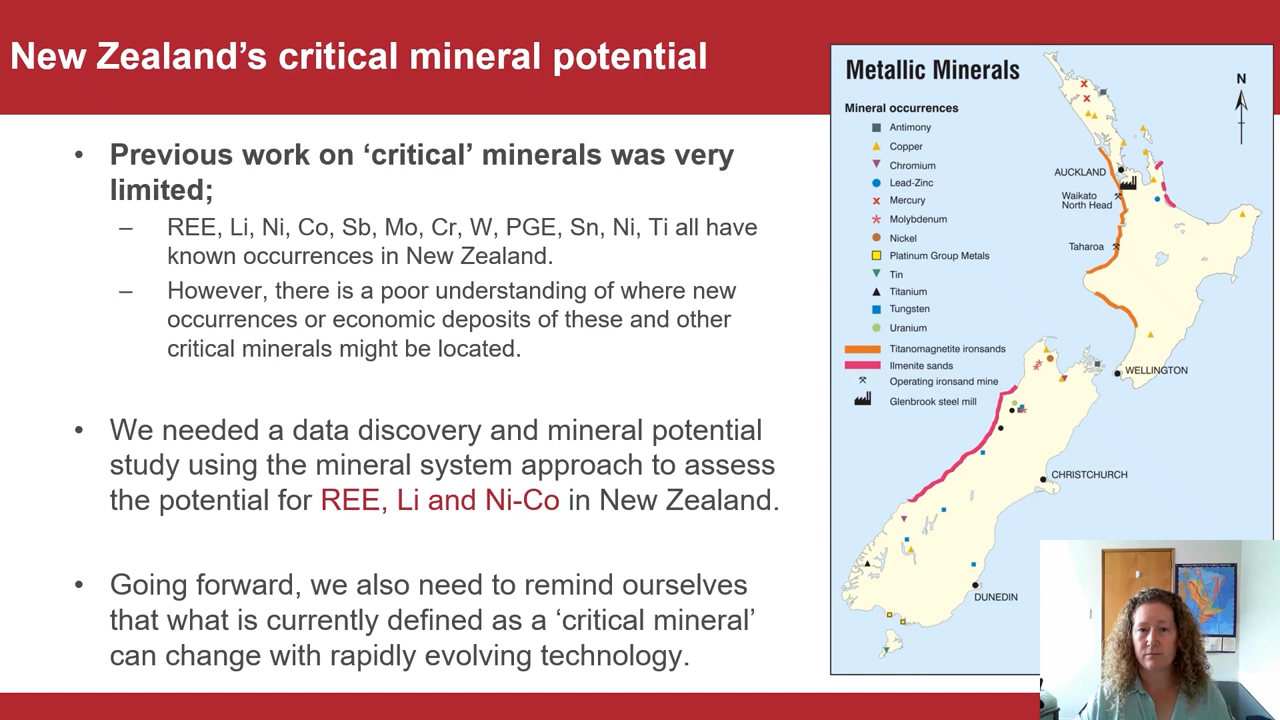 New Zealand’s critical mineral potential
• Previous work on ‘critical’ minerals was very
limited;
– REE, Li, Ni, Co, Sb, Mo, Cr, W, PGE, Sn, Ni, Ti all have
known occurrences in New Zealand.
– However, there is a poor understanding of where new
occurrences or economic deposits of these and other
critical minerals might be located.
• We needed a data discovery and mineral potential
study using the mineral system approach to assess
the potential for REE, Li and Ni-Co in New Zealand.
• Going forward, we also need to remind ourselves
that what is currently defined as a ‘critical mineral’
can change with rapidly evolving technology.
Metallic Minerals
N
Mineral occurrences
Antimony
Copper
Chromium
Lead-Zinc
Mercury
Molybdenum
Nickel
Platinum Group Metals
Tin
Titanium
Tungsten
Uranium
Titanomagnetite ironsands
Ilmenite sands
Operating ironsand mine
Glenbrook steel mill
AUCKLAND
Waikato
North Head
Taharoa
WELLINGTON
CHRISTCHURCH
DUNEDIN